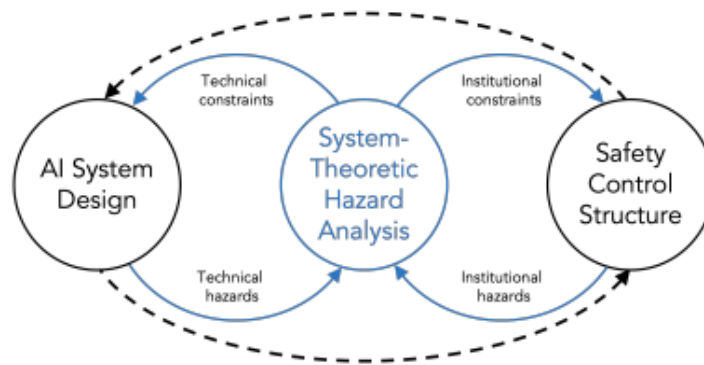 Technical
constraints
Institutional
constraints
AI System
Design
System-
Theoretic
Hazard
Analysis
Safety
Control
Structure
Technical
hazards
Institutional
hazards